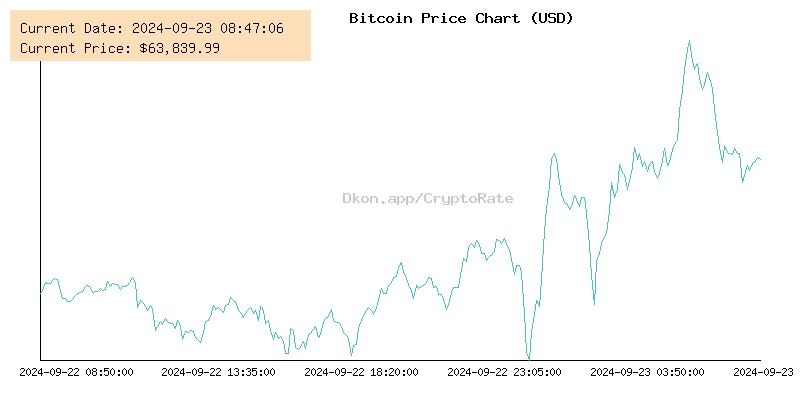 Bitcoin Price Chart (USD)
Current Date: 2024-09-23 08:47:06
Current Price: $63,839.99
Dkon.app/CryptoRate
2024-09-22 08:50:00 2024-09-22 13:35:00 2024-09-22 18:20:00 2024-09-22 23:05:00 2024-09-23 03:50:00 2024-09-23